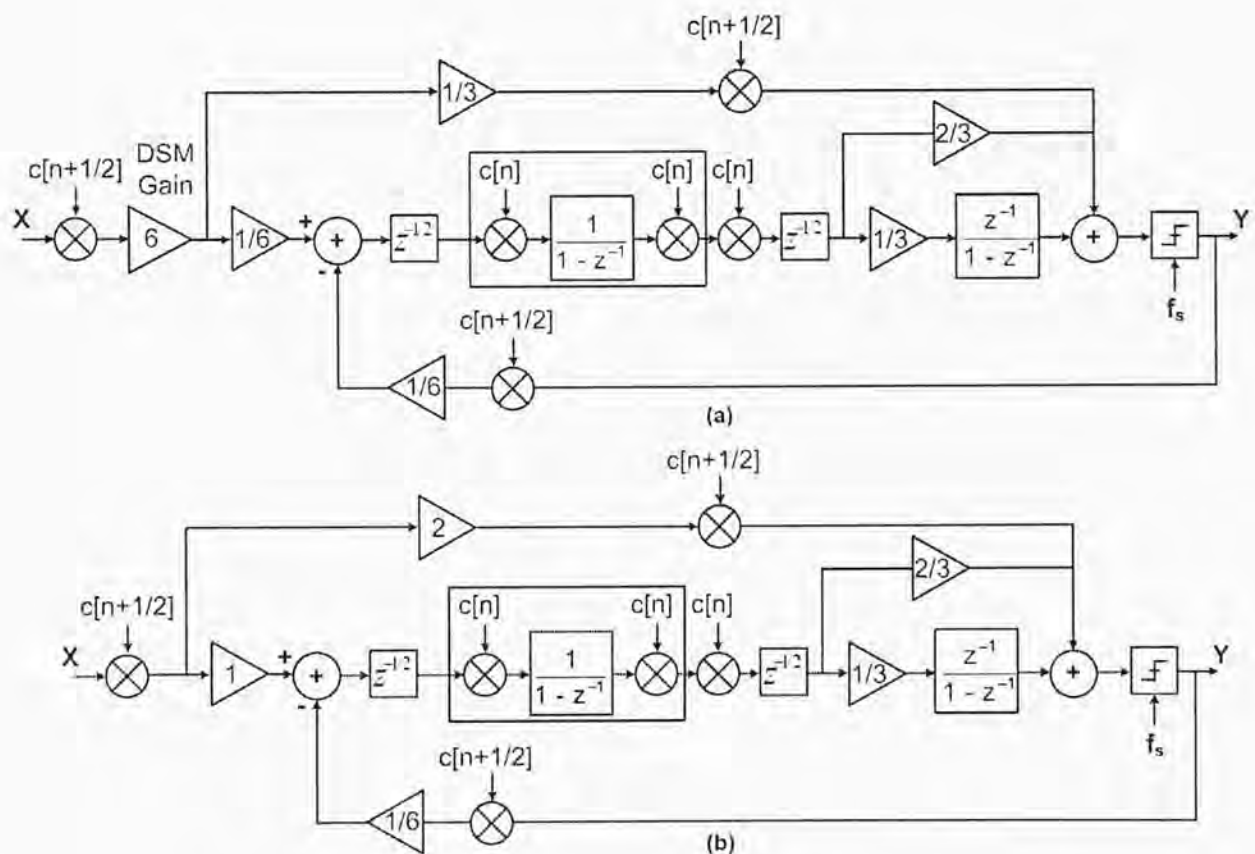 c[n+1/2]
1/3
2/3
DSM
Gain
c[n+1/2]
c[n]
c[n]
c[n]
X
6
1/6
+
+
-
z^{-1/2}
1
1 - z^{-1}
z^{-1/2}
1/3
z^{-1}
1 - z^{-1}
+
Y
f_s
c[n+1/2]
1/6
(a)
c[n+1/2]
2
2/3
c[n+1/2]
c[n]
c[n]
c[n]
X
1
+
+
-
z^{-1/2}
1
1 - z^{-1}
z^{-1/2}
1/3
z^{-1}
1 - z^{-1}
+
Y
f_s
c[n+1/2]
1/6
(b)